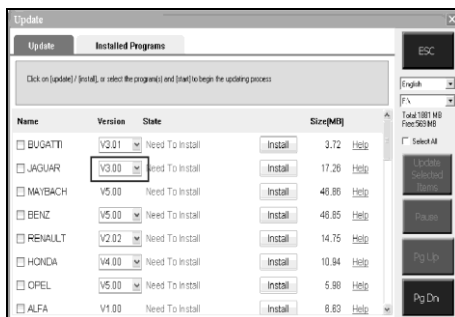 Update
Update Installed Programs
ESC
Click on [update] / [install], or select the program(s) and [start] to begin the updating process
English
F:\
Total:1881 MB
Free:569 MB
Select All
Name Version State Size(MB)
BUGATTI V3.01 Need To Install Install 3.72 Help
JAGUAR V3.00 Need To Install Install 17.26 Help
MAYBACH V5.00 Need To Install Install 46.86 Help
BENZ V5.00 Need To Install Install 46.85 Help
RENAULT V2.02 Need To Install Install 14.75 Help
HONDA V4.00 Need To Install Install 10.94 Help
OPEL V5.00 Need To Install Install 5.98 Help
ALFA V1.00 Need To Install Install 6.63 Help
Update
Selected
Items
Pause
Pg Up
Pg Dn